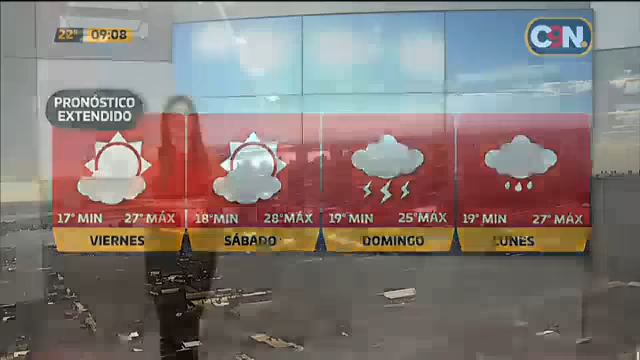 22° 09:08
C9N.
PRONÓSTICO
EXTENDIDO
17° MIN 27° MÁX
VIERNES
18° MIN 28° MÁX
SÁBADO
19° MIN 25° MÁX
DOMINGO
19° MIN 27° MÁX
LUNES